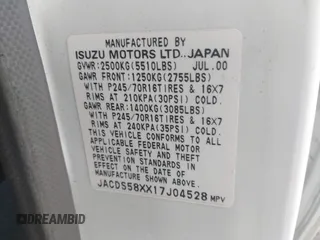 MANUFACTURED BY
ISUZU MOTORS LTD., JAPAN
GVWR:2500KG(5510LBS) JUL.00
GAWR FRONT:1250KG(2755LBS)
WITH P245/70R16TIRES & 16X7
RIMS AT 210KPA(30PSI) COLD.
GAWR REAR:1400KG(3085LBS)
WITH P245/70R16TIRES & 16X7
RIMS AT 240KPA(35PSI) COLD.
THIS VEHICLE CONFORMS TO ALL
APPLICABLE FEDERAL MOTOR
VEHICLE SAFETY AND THEFT
PREVENTION STANDARDS IN
EFFECT ON THE DATE OF
MANUFACTURE SHOWN ABOVE.
JACDS58XX17J04528 MPV
DREAMBID